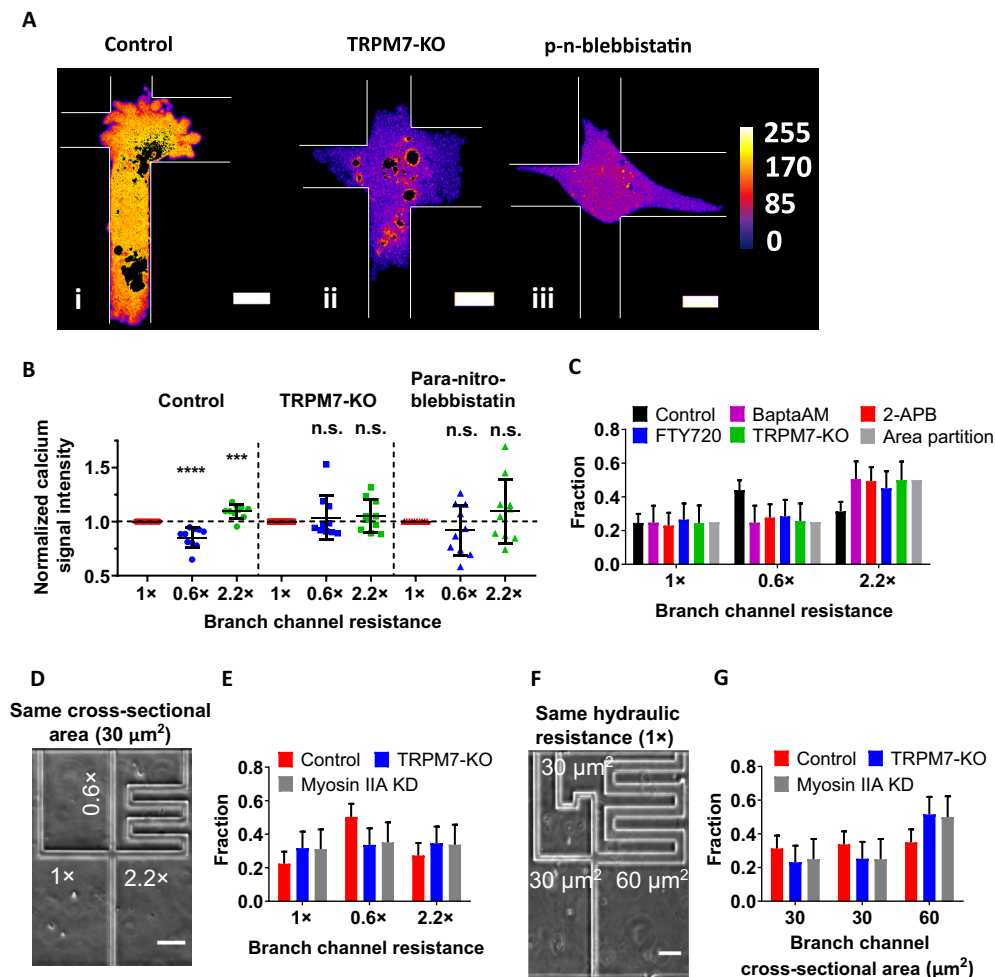 A
Control
TRPM7-KO
p-n-blebbistatin
255
170
85
0
i
ii
iii
B
Control
TRPM7-KO
Para-nitro-
blebbistatin
n.s.
n.s.
n.s.
n.s.
****
***
1.5
1.0
0.5
Normalized calcium
signal intensity
1×
0.6×
2.2×
1×
0.6×
2.2×
1×
0.6×
2.2×
Branch channel resistance
C
Control
BaptaAM
2-APB
FTY720
TRPM7-KO
Area partition
0.8
0.6
0.4
0.2
0.0
Fraction
1×
0.6×
2.2×
Branch channel resistance
D
Same cross-sectional
area (30 μm²)
0.6×
1×
2.2×
E
Control
TRPM7-KO
Myosin IIA KD
0.8
0.6
0.4
0.2
0.0
Fraction
1×
0.6×
2.2×
Branch channel resistance
F
Same hydraulic
resistance (1×)
30 μm²
30 μm²
60 μm²
G
Control
TRPM7-KO
Myosin IIA KD
0.8
0.6
0.4
0.2
0.0
Fraction
30
30
60
Branch channel
cross-sectional area (μm²)